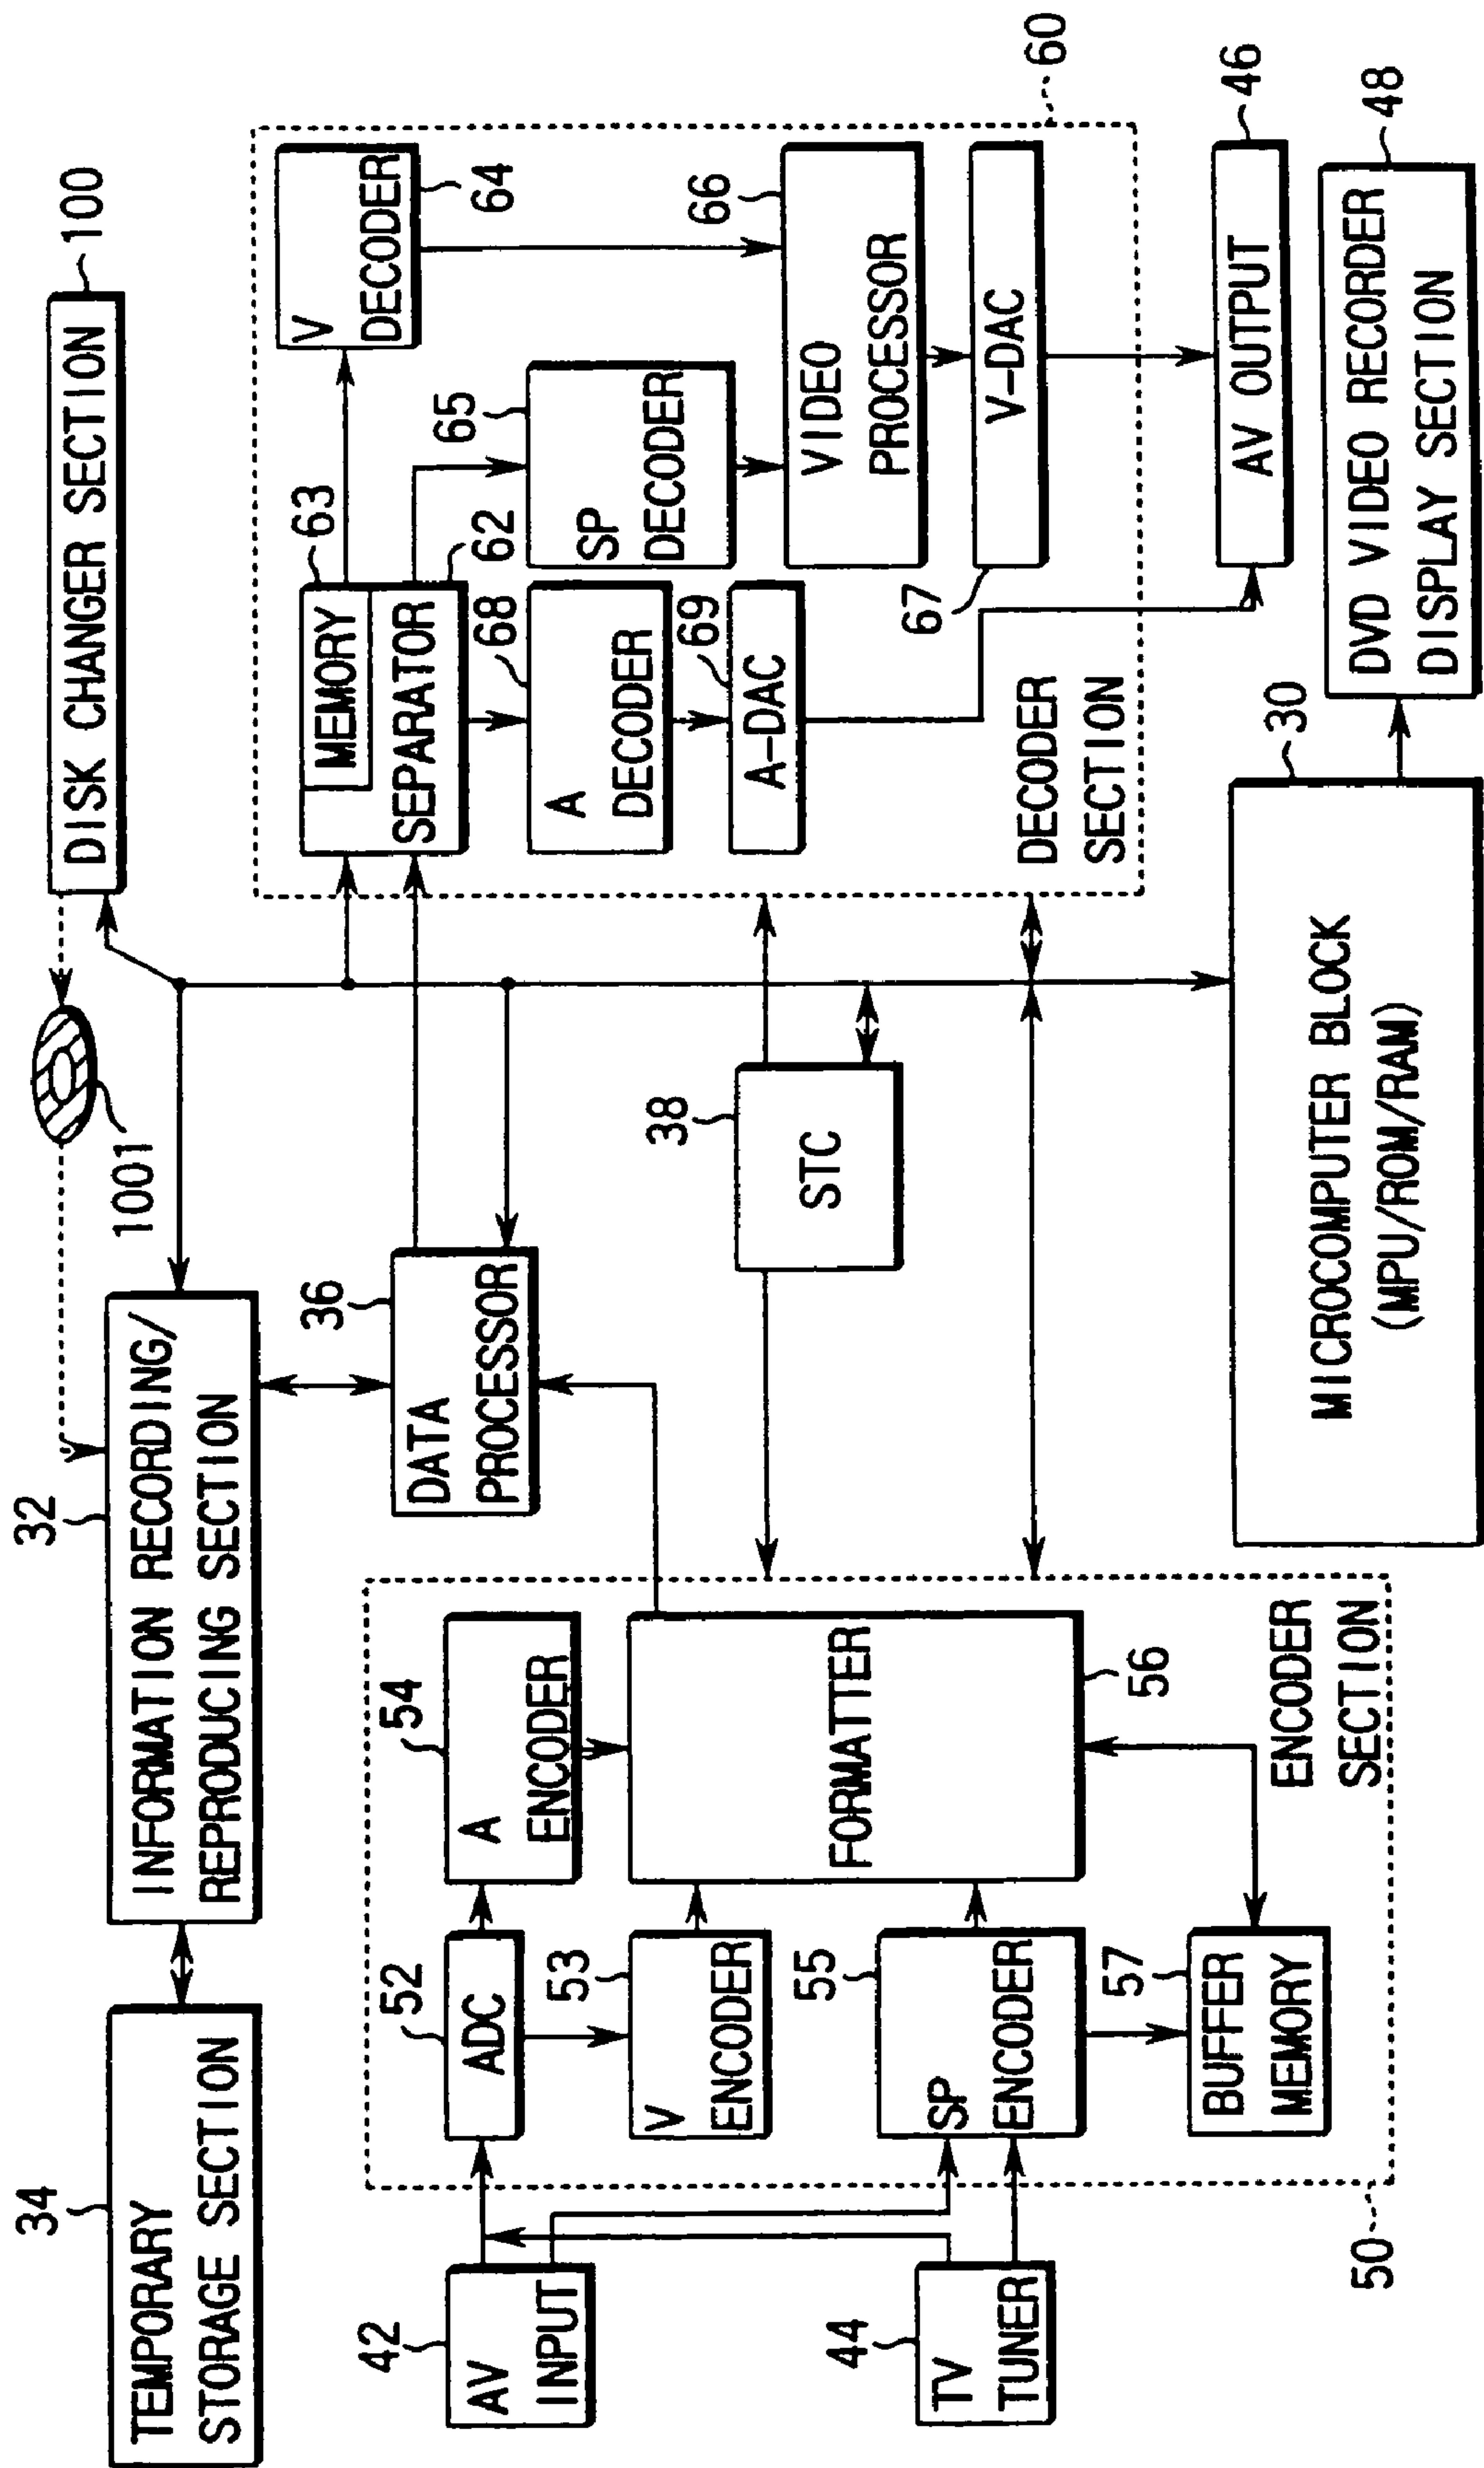 34
TEMPORARY
STORAGE SECTION
32
INFORMATION RECORDING/
REPRODUCING SECTION
1001
DISK CHANGER SECTION
100
36
DATA
PROCESSOR
38
STC
42
AV
INPUT
44
TV
TUNER
50
52
ADC
54
A
ENCODER
53
V
ENCODER
55
SP
ENCODER
57
BUFFER
MEMORY
FORMATTER
56
ENCODER
SECTION
63
MEMORY
SEPARATOR
62
V
DECODER
64
65
SP
DECODER
68
A
DECODER
69
A-DAC
66
VIDEO
PROCESSOR
V-DAC
67
DECODER
SECTION
60
AV OUTPUT
46
30
MICROCOMPUTER BLOCK
(MPU/ROM/RAM)
DVD VIDEO RECORDER
DISPLAY SECTION
48